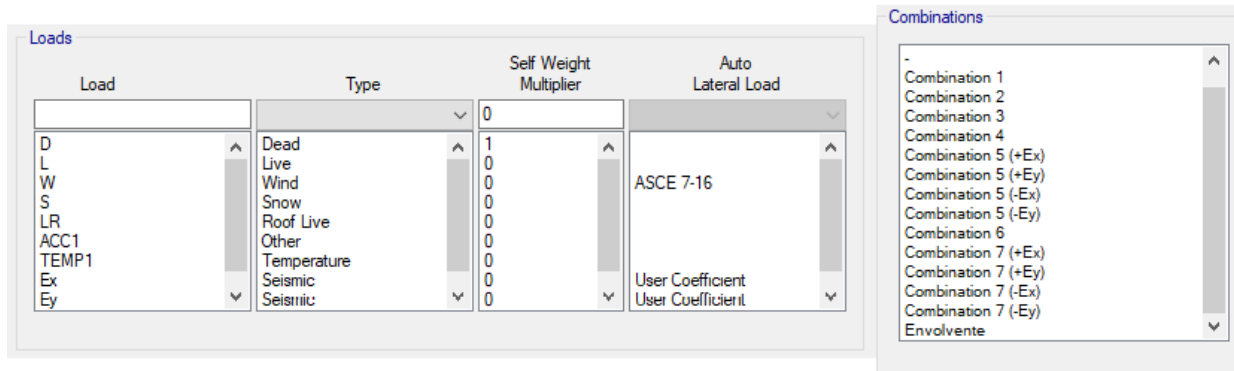 Loads
Load Type Self Weight Multiplier Auto Lateral Load
0
D Dead 1
L Live 0
W Wind 0 ASCE 7-16
S Snow 0
LR Roof Live 0
ACC1 Other 0
TEMP1 Temperature 0
Ex Seismic 0 User Coefficient
Ey Seismic 0 User Coefficient
Combinations
-
Combination 1
Combination 2
Combination 3
Combination 4
Combination 5 (+Ex)
Combination 5 (+Ey)
Combination 5 (-Ex)
Combination 5 (-Ey)
Combination 6
Combination 7 (+Ex)
Combination 7 (+Ey)
Combination 7 (-Ex)
Combination 7 (-Ey)
Envolvente